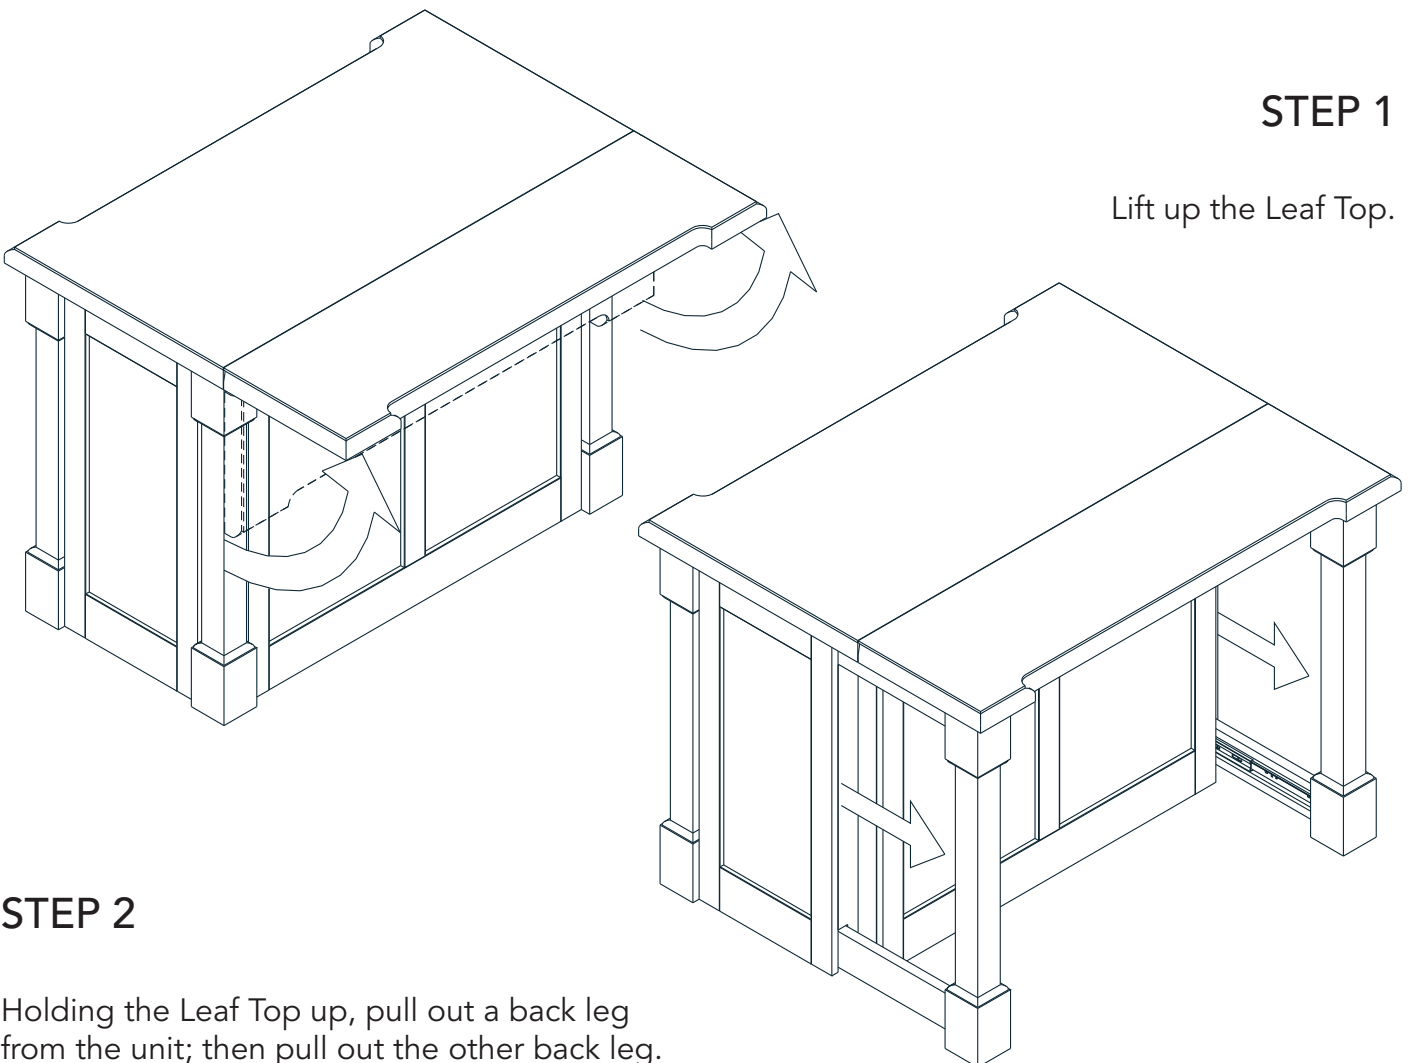 STEP 1
Lift up the Leaf Top.
STEP 2
Holding the Leaf Top up, pull out a back leg
from the unit; then pull out the other back leg.